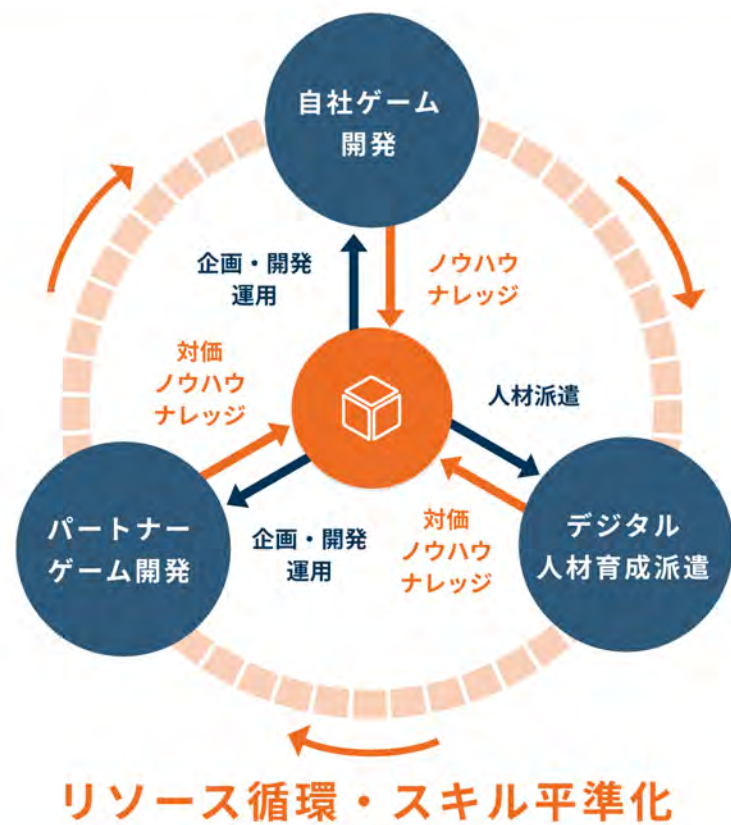 自社ゲーム
開発
企画・開発
運用
ノウハウ
ナレッジ
対価
ノウハウ
ナレッジ
人材派遣
パートナー
ゲーム開発
企画・開発
運用
対価
ノウハウ
ナレッジ
デジタル
人材育成派遣
リソース循環・スキル平準化